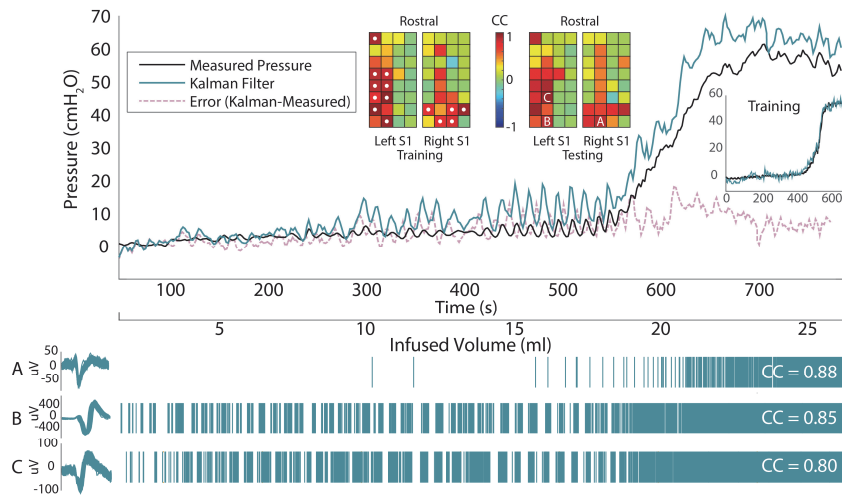 70
60
50
40
30
20
10
0
Pressure (cmH₂O)
Measured Pressure
Kalman Filter
Error (Kalman-Measured)
Rostral CC Rostral
1
0
-1
C
B A
Left S1 Right S1 Left S1 Right S1
Training Testing
60
40
20
0
Training
0 200 400 600
100 200 300 400 500 600 700
Time (s)
5 10 15 20 25
Infused Volume (ml)
A
uV
50
0
-50
CC = 0.88
B
uV
400
0
-400
CC = 0.85
C
uV
100
0
-100
CC = 0.80